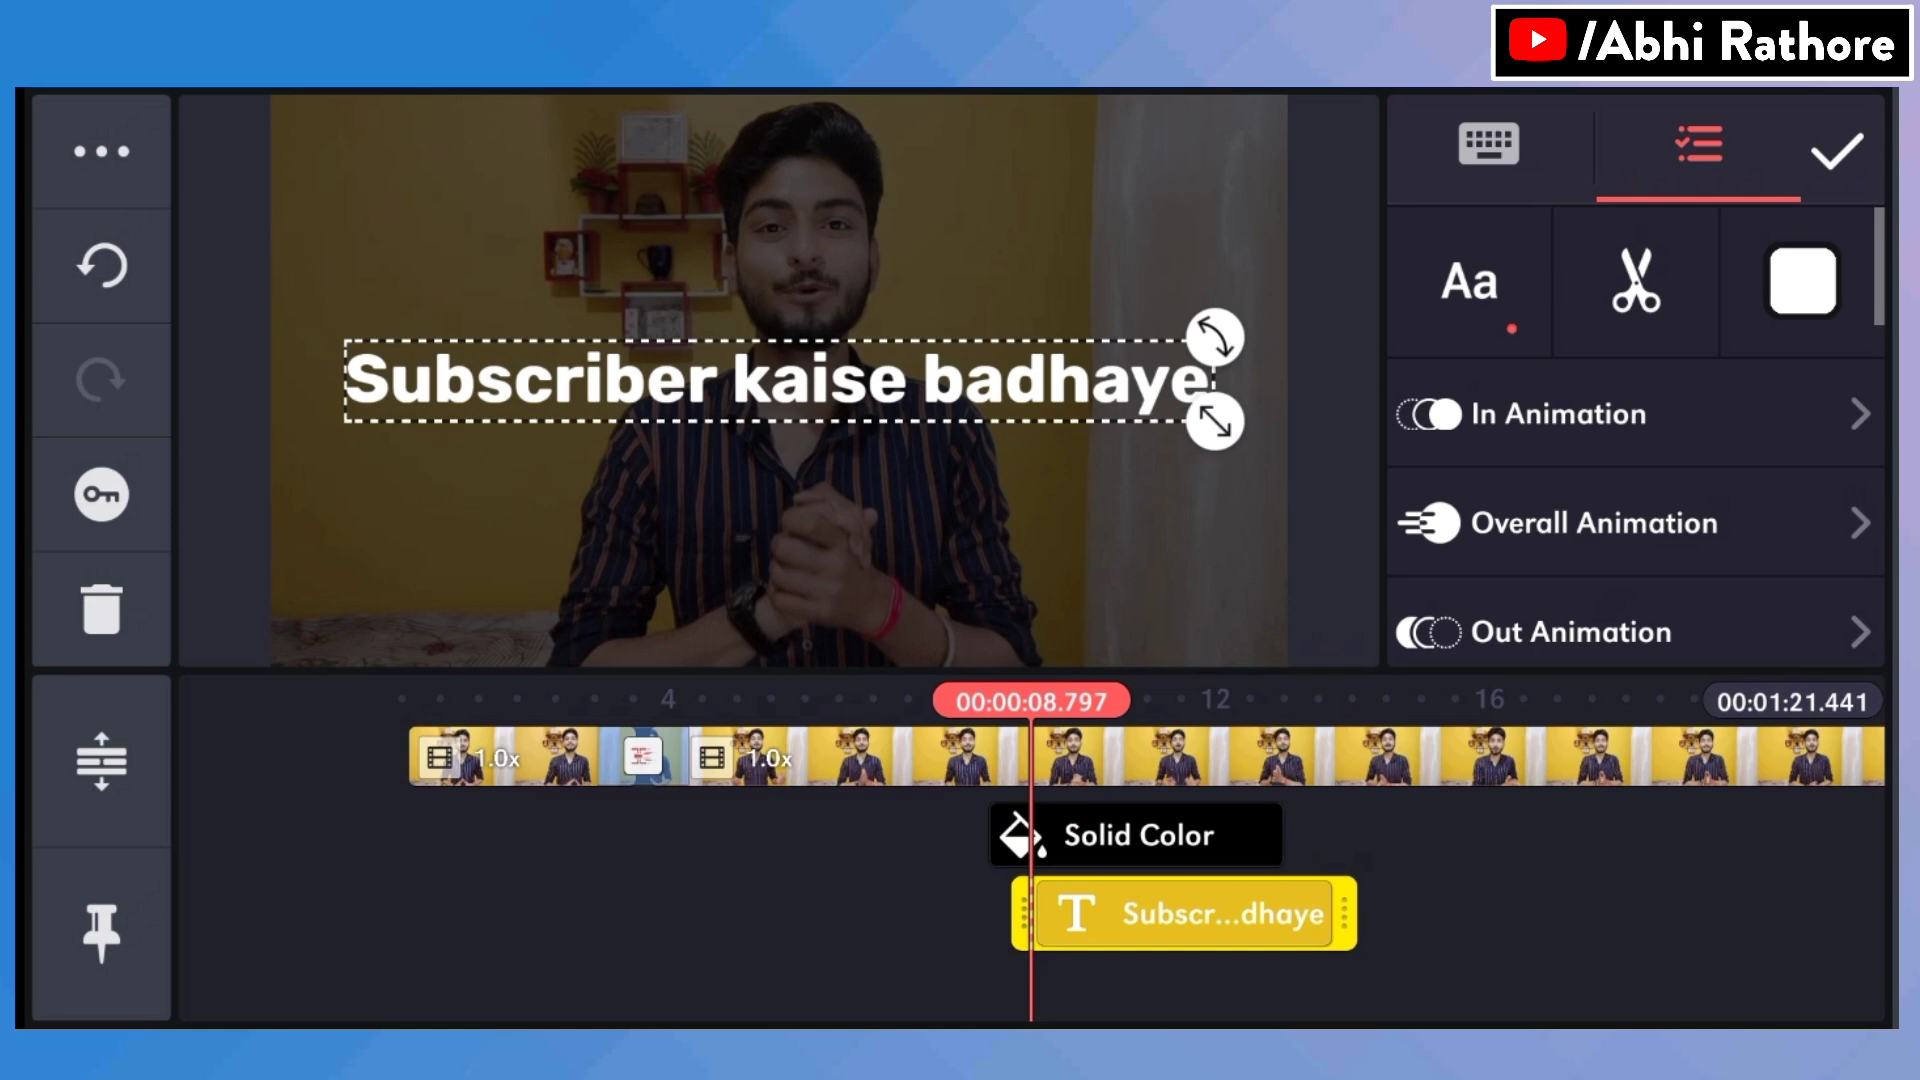 /Abhi Rathore
Subscriber kaise badhaye
Aa
In Animation
Overall Animation
Out Animation
4
00:00:08.797
12
16
00:01:21.441
1.0x
1.0x
Solid Color
T Subscr...dhaye